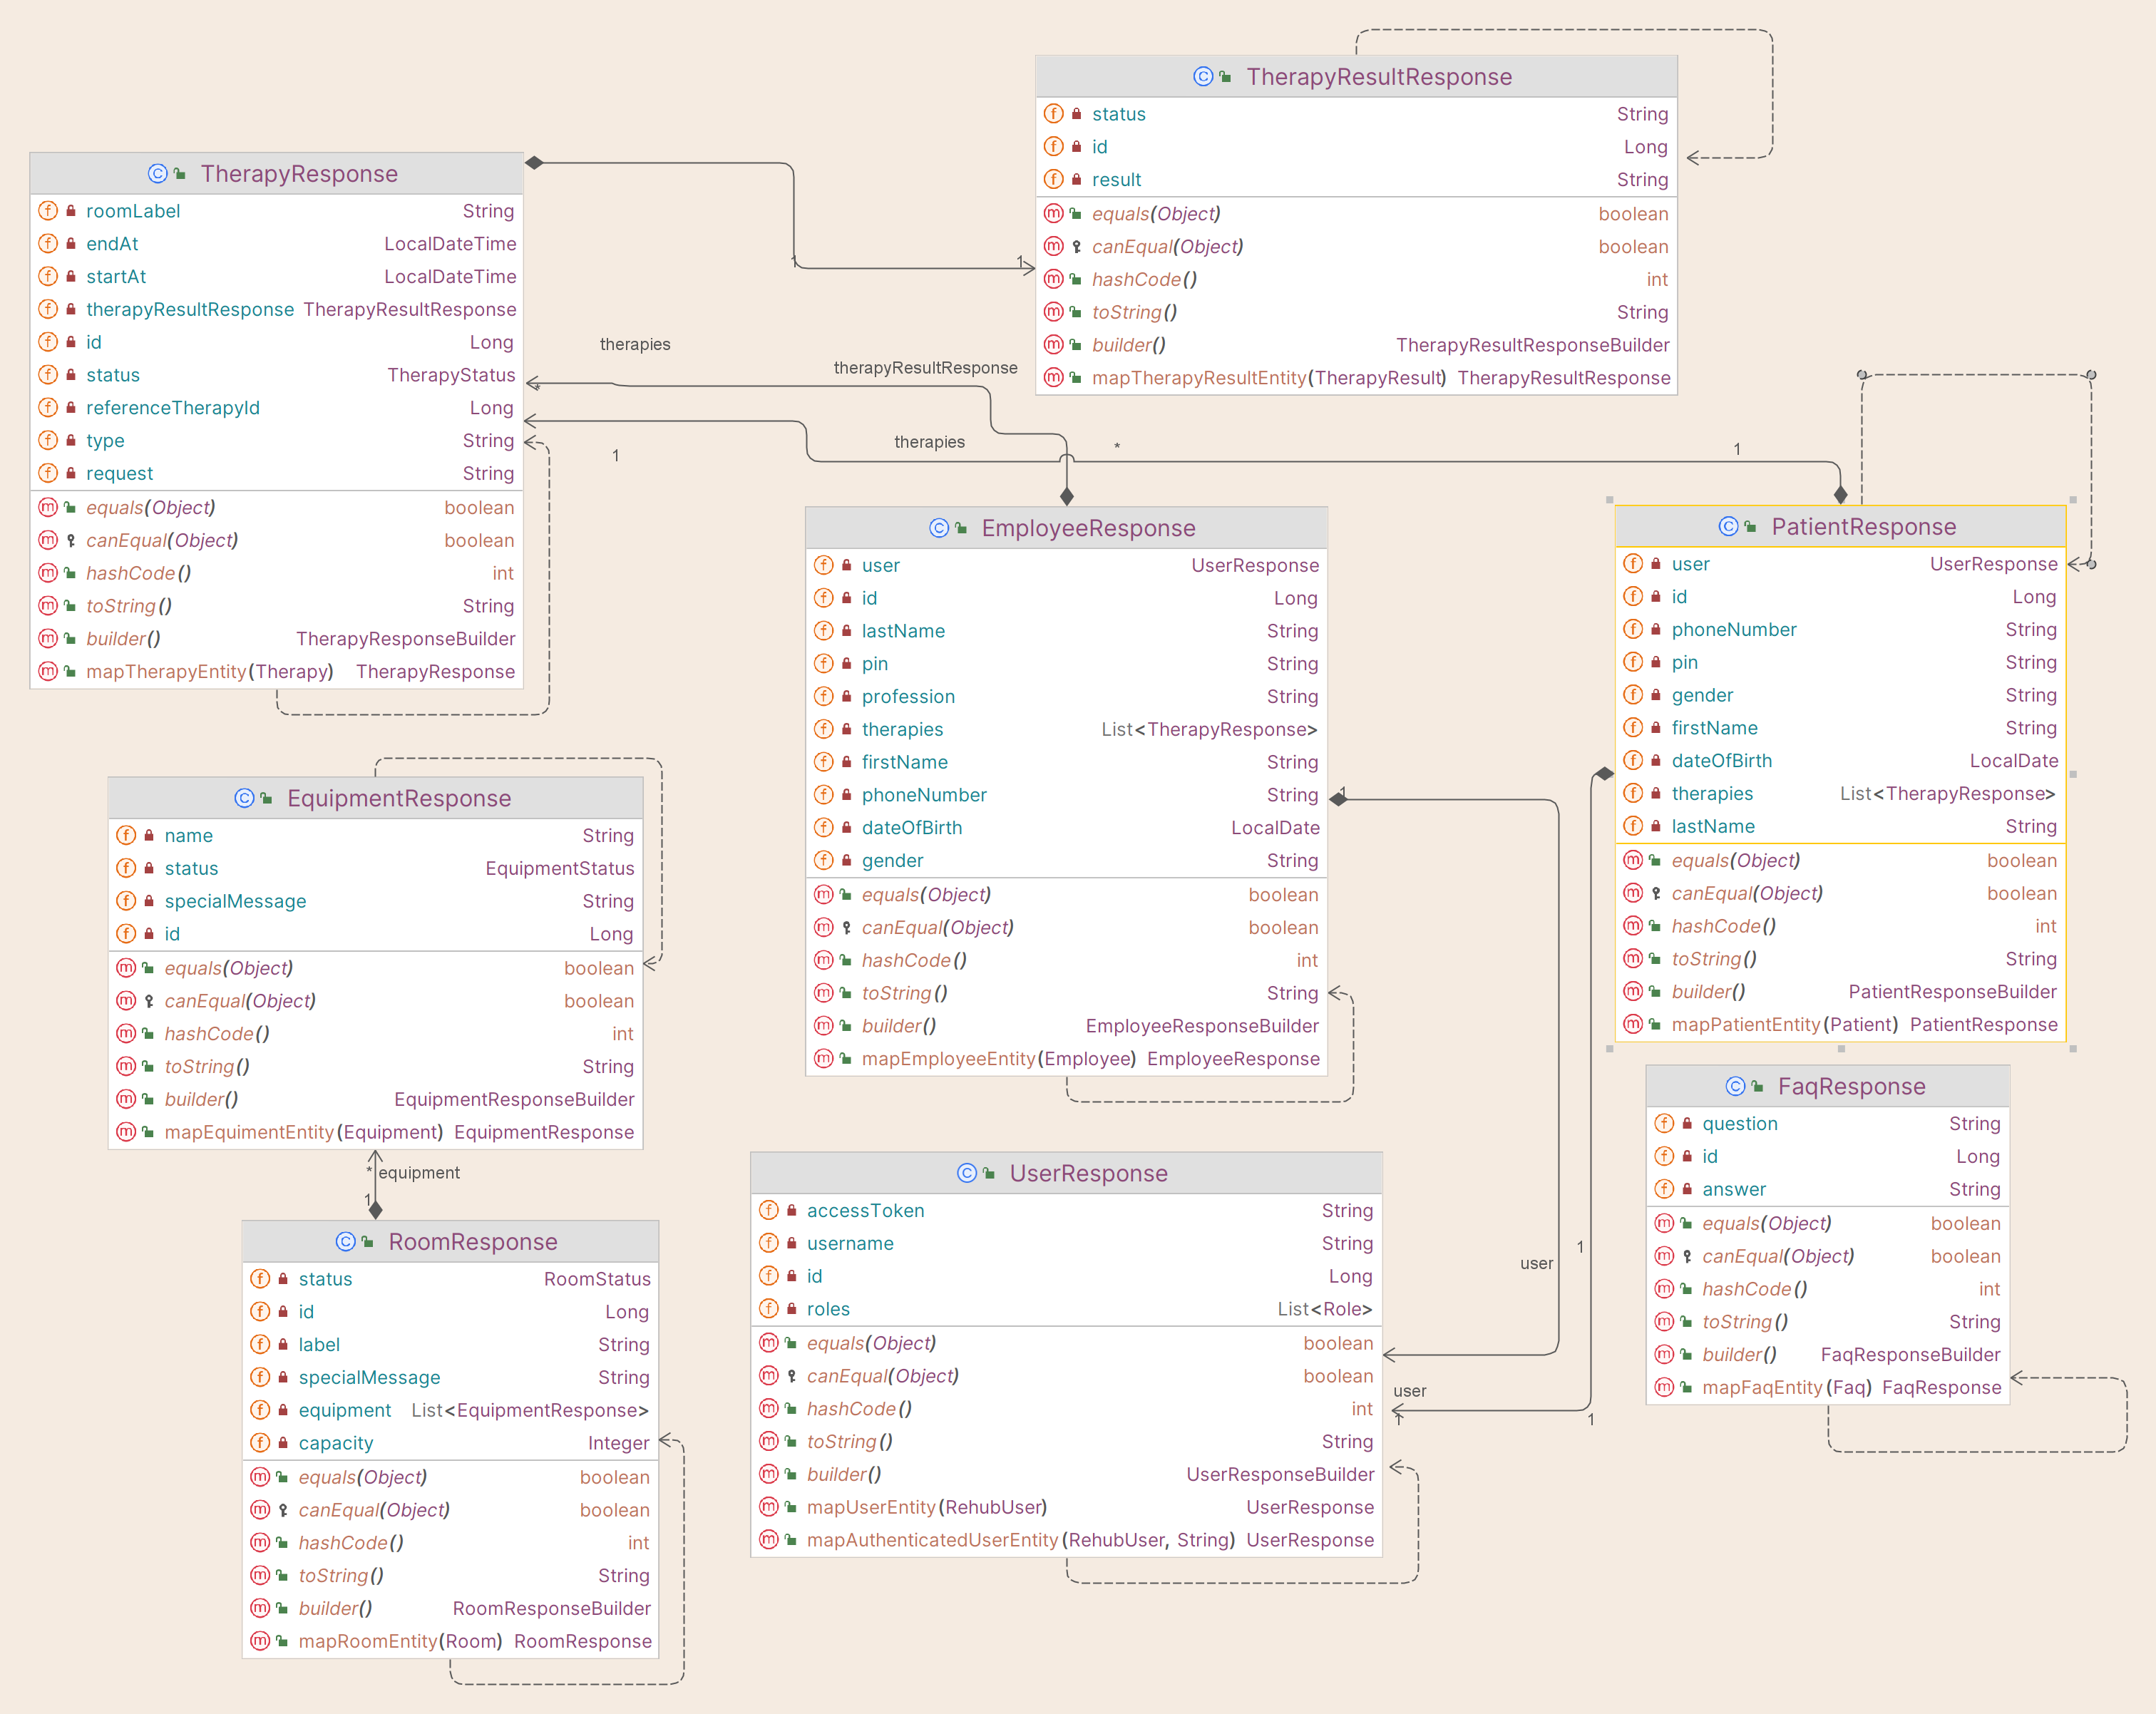 TherapyResultResponse
status String
id Long
result String
equals(Object) boolean
canEqual(Object) boolean
hashCode() int
toString() String
builder() TherapyResultResponseBuilder
mapTherapyResultEntity(TherapyResult) TherapyResultResponse
TherapyResponse
roomLabel String
endAt LocalDateTime
startAt LocalDateTime
therapyResultResponse TherapyResultResponse
id Long
status TherapyStatus
referenceTherapyId Long
type String
request String
equals(Object) boolean
canEqual(Object) boolean
hashCode() int
toString() String
builder() TherapyResponseBuilder
mapTherapyEntity(Therapy) TherapyResponse
1
1
therapies
therapyResultResponse
*
therapies
*
1
1
EmployeeResponse
user UserResponse
id Long
lastName String
pin String
profession String
therapies List<TherapyResponse>
firstName String
phoneNumber String
dateOfBirth LocalDate
gender String
equals(Object) boolean
canEqual(Object) boolean
hashCode() int
toString() String
builder() EmployeeResponseBuilder
mapEmployeeEntity(Employee) EmployeeResponse
1
PatientResponse
user UserResponse
id Long
phoneNumber String
pin String
gender String
firstName String
dateOfBirth LocalDate
therapies List<TherapyResponse>
lastName String
equals(Object) boolean
canEqual(Object) boolean
hashCode() int
toString() String
builder() PatientResponseBuilder
mapPatientEntity(Patient) PatientResponse
EquipmentResponse
name String
status EquipmentStatus
specialMessage String
id Long
equals(Object) boolean
canEqual(Object) boolean
hashCode() int
toString() String
builder() EquipmentResponseBuilder
mapEquimentEntity(Equipment) EquipmentResponse
* equipment
1
RoomResponse
status RoomStatus
id Long
label String
specialMessage String
equipment List<EquipmentResponse>
capacity Integer
equals(Object) boolean
canEqual(Object) boolean
hashCode() int
toString() String
builder() RoomResponseBuilder
mapRoomEntity(Room) RoomResponse
UserResponse
accessToken String
username String
id Long
roles List<Role>
equals(Object) boolean
canEqual(Object) boolean
hashCode() int
toString() String
builder() UserResponseBuilder
mapUserEntity(RehubUser) UserResponse
mapAuthenticatedUserEntity(RehubUser, String) UserResponse
1
user
user
1
1
FaqResponse
question String
id Long
answer String
equals(Object) boolean
canEqual(Object) boolean
hashCode() int
toString() String
builder() FaqResponseBuilder
mapFaqEntity(Faq) FaqResponse